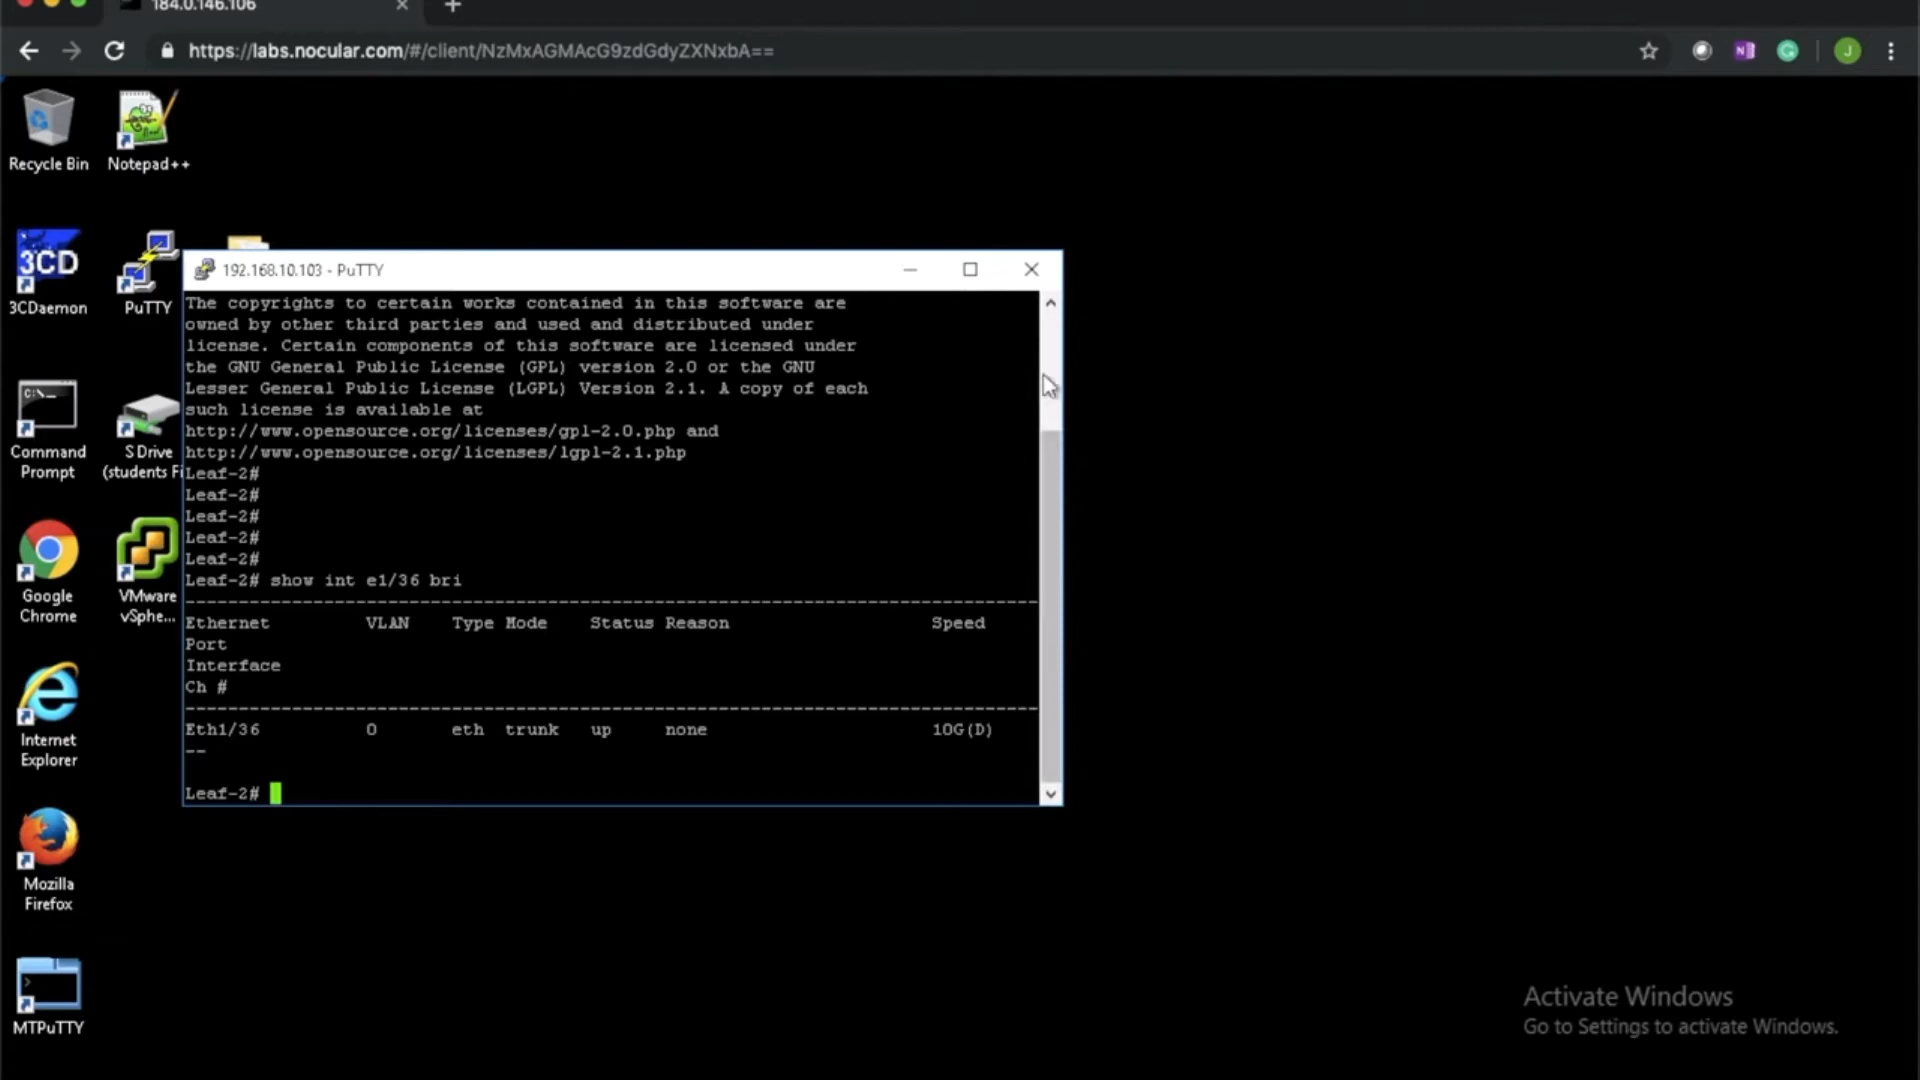 184.0.146.106
https://labs.nocular.com/#/client/NzMxAGMAcG9zdGdyZXNxbA==
N
J
Recycle Bin
Notepad++
3CD
3CDaemon
PuTTY
Command
Prompt
S Drive
(students Fi
Google
Chrome
VMware
vSphe...
Internet
Explorer
Mozilla
Firefox
MTPuTTY
192.168.10.103 - PuTTY
The copyrights to certain works contained in this software are
owned by other third parties and used and distributed under
license. Certain components of this software are licensed under
the GNU General Public License (GPL) version 2.0 or the GNU
Lesser General Public License (LGPL) Version 2.1. A copy of each
such license is available at
http://www.opensource.org/licenses/gpl-2.0.php and
http://www.opensource.org/licenses/lgpl-2.1.php
Leaf-2#
Leaf-2#
Leaf-2#
Leaf-2#
Leaf-2#
Leaf-2# show int e1/36 bri
--------------------------------------------------------------------------------
Ethernet VLAN Type Mode Status Reason Speed
Port
Interface
Ch #
--------------------------------------------------------------------------------
Eth1/36 0 eth trunk up none 10G(D)
--
Leaf-2#
Activate Windows
Go to Settings to activate Windows.